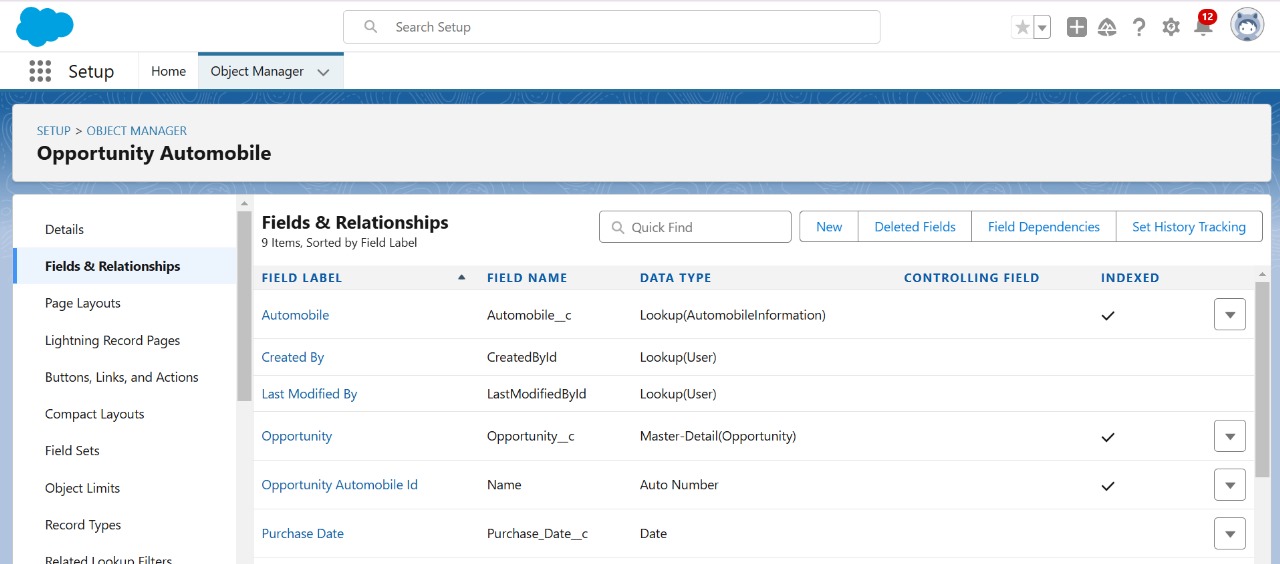 Search Setup
12
Setup
Home
Object Manager
SETUP > OBJECT MANAGER
Opportunity Automobile
Details
Fields & Relationships
Page Layouts
Lightning Record Pages
Buttons, Links, and Actions
Compact Layouts
Field Sets
Object Limits
Record Types
Related Lookup Filters
Fields & Relationships
9 Items, Sorted by Field Label
Quick Find
New
Deleted Fields
Field Dependencies
Set History Tracking
FIELD LABEL FIELD NAME DATA TYPE CONTROLLING FIELD INDEXED
Automobile Automobile__c Lookup(AutomobileInformation)
Created By CreatedById Lookup(User)
Last Modified By LastModifiedById Lookup(User)
Opportunity Opportunity__c Master-Detail(Opportunity)
Opportunity Automobile Id Name Auto Number
Purchase Date Purchase_Date__c Date